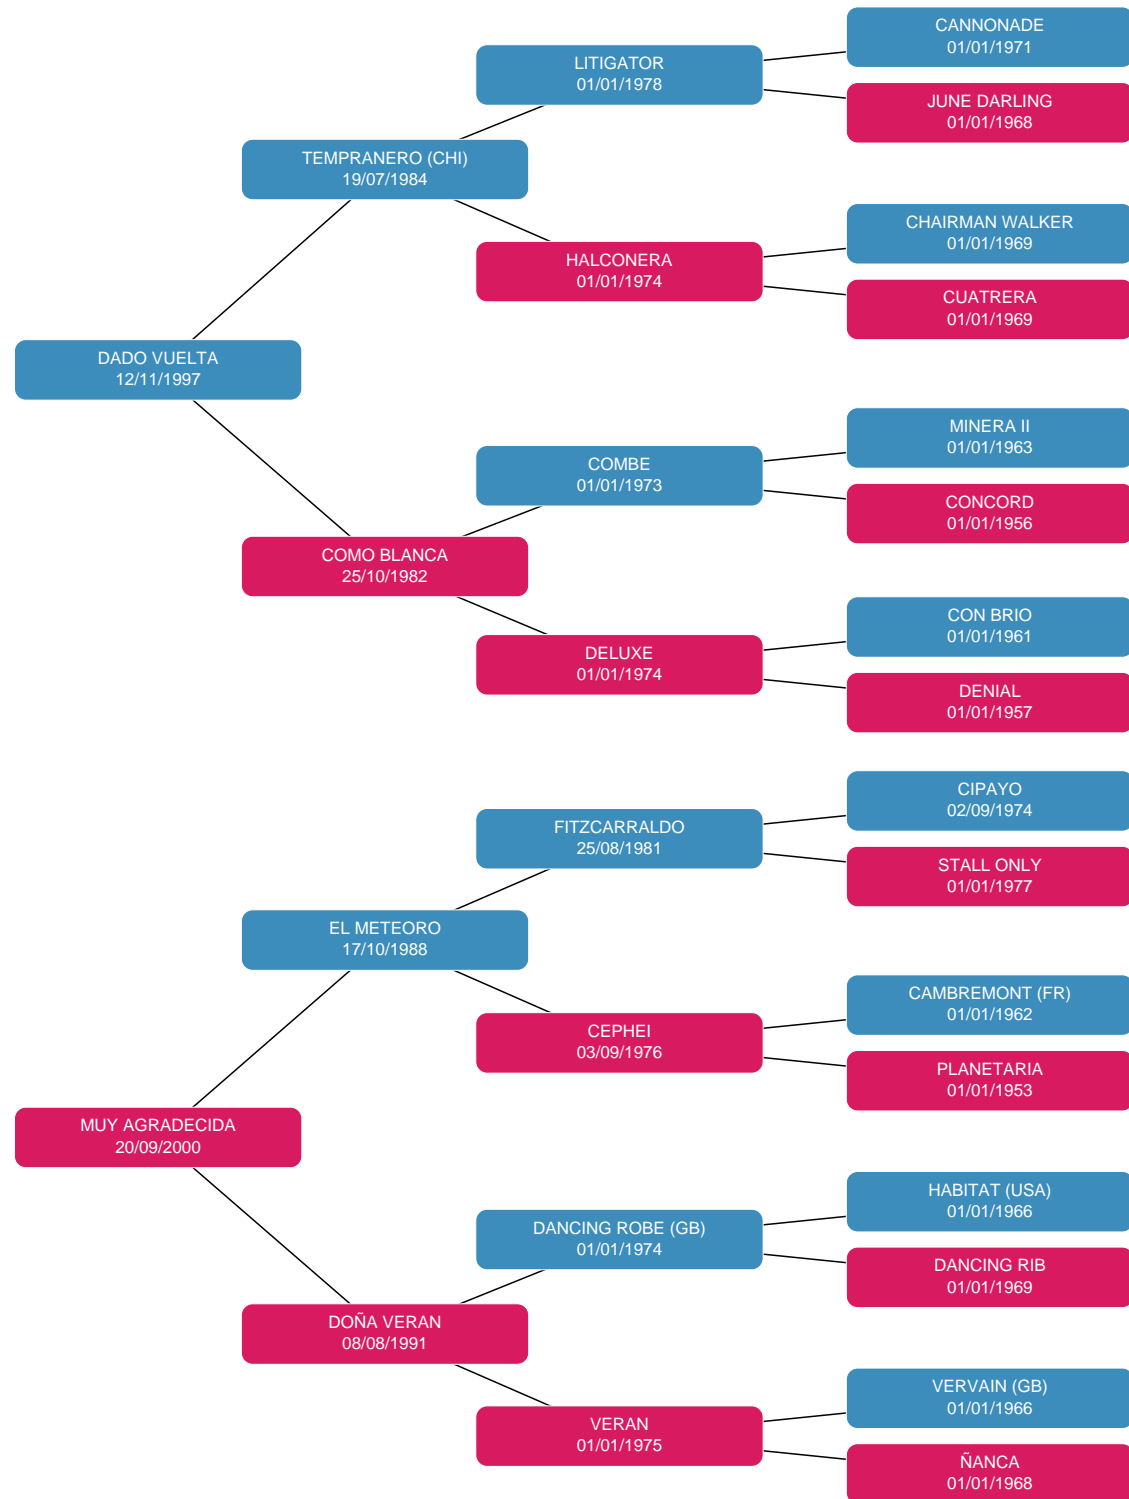 CANNONADE
01/01/1971
LITIGATOR
01/01/1978
JUNE DARLING
01/01/1968
TEMPRANERO (CHI)
19/07/1984
CHAIRMAN WALKER
01/01/1969
HALCONERA
01/01/1974
CUATRERA
01/01/1969
DADO VUELTA
12/11/1997
MINERA II
01/01/1963
COMBE
01/01/1973
CONCORD
01/01/1956
COMO BLANCA
25/10/1982
CON BRIO
01/01/1961
DELUXE
01/01/1974
DENIAL
01/01/1957
CIPAYO
02/09/1974
FITZCARRALDO
25/08/1981
STALL ONLY
01/01/1977
EL METEORO
17/10/1988
CAMBREMONT (FR)
01/01/1962
CEPHEI
03/09/1976
PLANETARIA
01/01/1953
MUY AGRADECIDA
20/09/2000
HABITAT (USA)
01/01/1966
DANCING ROBE (GB)
01/01/1974
DANCING RIB
01/01/1969
DOÑA VERAN
08/08/1991
VERVAIN (GB)
01/01/1966
VERAN
01/01/1975
ÑANCA
01/01/1968